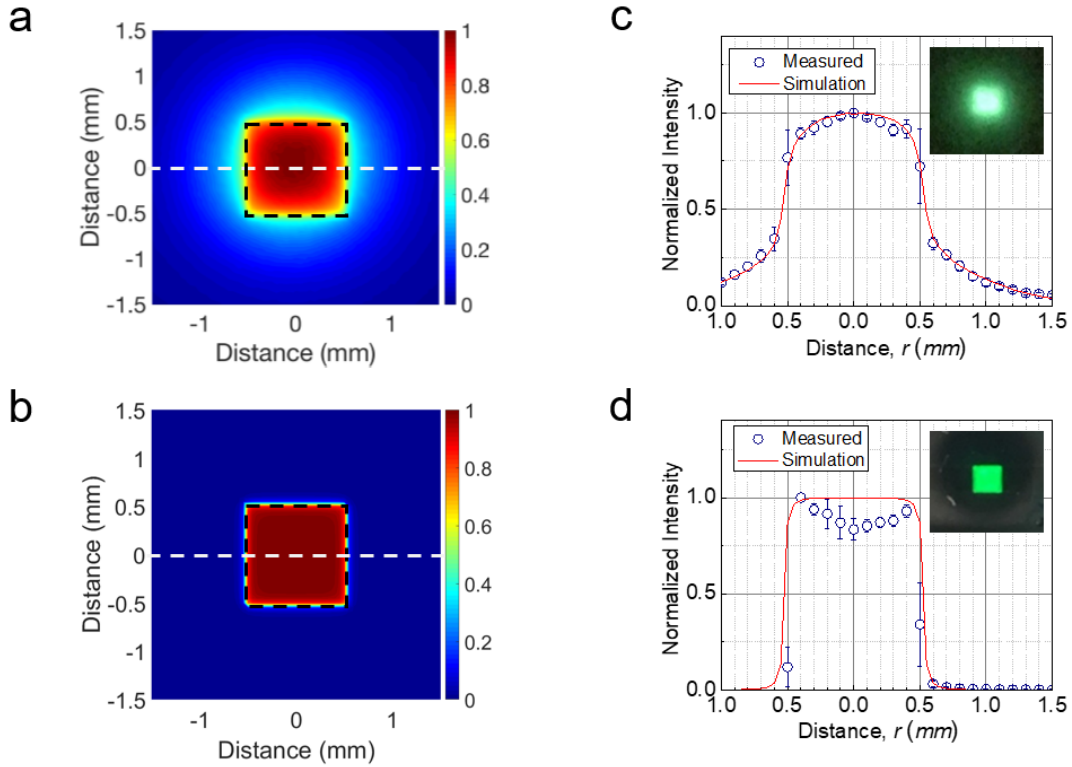 a
1.5
1
0.5
0
-0.5
-1
-1.5
Distance (mm)
-1 0 1
Distance (mm)
1
0.8
0.6
0.4
0.2
0
c
Measured
Simulation
1.0
0.5
0.0
Normalized Intensity
1.0 0.5 0.0 0.5 1.0 1.5
Distance, r (mm)
b
1.5
1
0.5
0
-0.5
-1
-1.5
Distance (mm)
-1 0 1
Distance (mm)
1
0.8
0.6
0.4
0.2
0
d
Measured
Simulation
1.0
0.5
0.0
Normalized Intensity
1.0 0.5 0.0 0.5 1.0 1.5
Distance, r (mm)